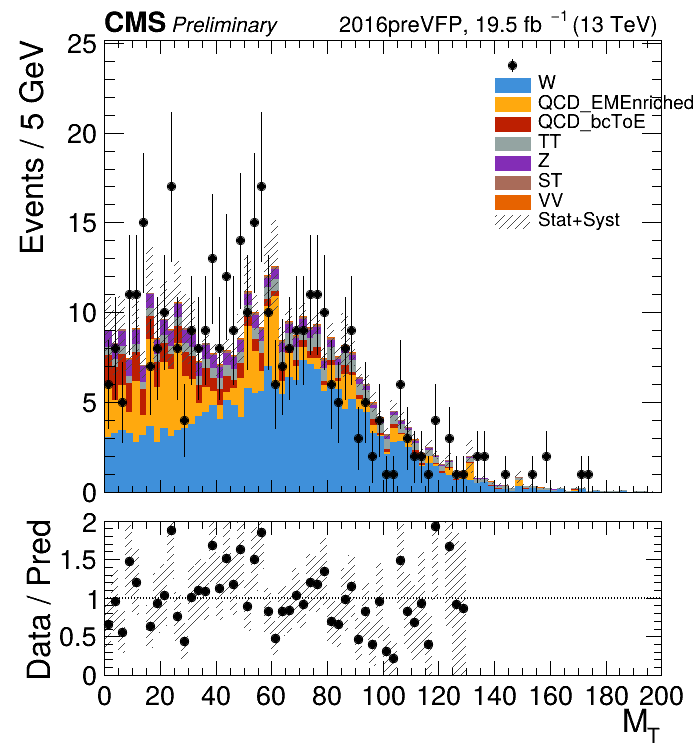 CMS Preliminary 2016preVFP, 19.5 fb⁻¹ (13 TeV)
Events / 5 GeV
25
20
15
10
5
0
W
QCD_EMEnriched
QCD_bcToE
TT
Z
ST
VV
Stat+Syst
Data / Pred
2
1.5
1
0.5
0
0 20 40 60 80 100 120 140 160 180 200
M_T